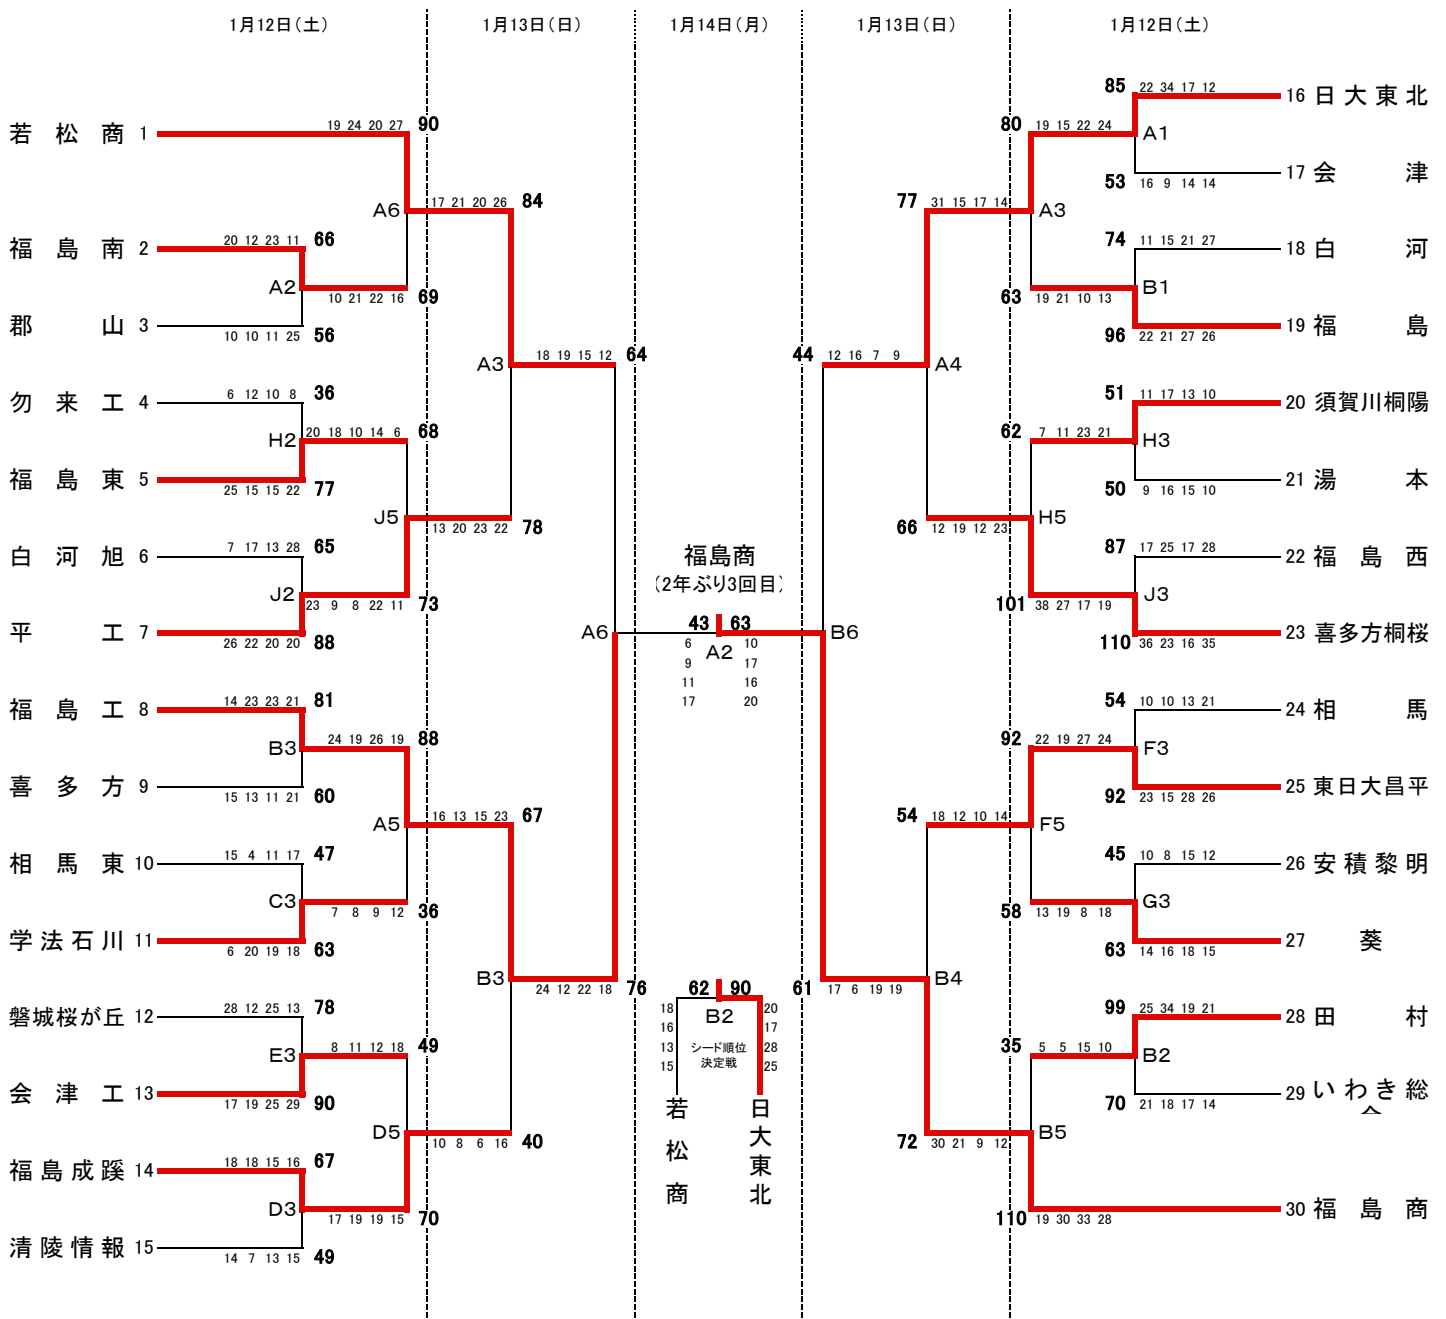 1月12日(土) 1月13日(日) 1月14日(月) 1月13日(日) 1月12日(土)
85 22 34 17 12
16 日大東北
19 24 20 27 90
80 19 15 22 24
若松商 1
A1
17 会津
53 16 9 14 14
17 21 20 26 84
77 31 15 17 14
A6
A3
20 12 23 11 66
74 11 15 21 27
福島南 2
18 白河
A2
B1
10 21 22 16 69
63 19 21 10 13
郡山 3
19 福島
10 10 11 25 56
96 22 21 27 26
18 19 15 12 64
44 12 16 7 9
A3
A4
6 12 10 8 36
51 11 17 13 10
勿来工 4
20 須賀川桐陽
20 18 10 14 6 68
62 7 11 23 21
H2
H3
福島東 5
21 湯本
25 15 15 22 77
50 9 16 15 10
J5
H5
13 20 23 22 78
66 12 19 12 23
7 17 13 28 65
87 17 25 17 28
白河旭 6
22 福島西
福島商
(2年ぶり3回目)
J2
J3
23 9 8 22 11 73
101 38 27 17 19
43 63
平工 7
A6
B6
23 喜多方桐桜
26 22 20 20 88
110 36 23 16 35
A2
6 10
9 17
11 16
17 20
14 23 23 21 81
54 10 10 13 21
福島工 8
24 相馬
24 19 26 19 88
92 22 19 27 24
B3
F3
喜多方 9
25 東日大昌平
15 13 11 21 60
92 23 15 28 26
16 13 15 23 67
54 18 12 10 14
A5
F5
15 4 11 17 47
45 10 8 15 12
相馬東 10
26 安積黎明
C3
G3
7 8 9 12 36
58 13 19 8 18
学法石川 11
27 葵
6 20 19 18 63
63 14 16 18 15
B3
B4
24 12 22 18 76
61 17 6 19 19
62 90
28 12 25 13 78
99 25 34 19 21
磐城桜が丘 12
28 田村
B2
18 20
16 17
13 28
15 25
シード順位
決定戦
8 11 12 18 49
35 5 5 15 10
E3
B2
会津工 13
29 いわき総
17 19 25 29 90
70 21 18 17 14
若松商
日大東北
D5
B5
10 8 6 16 40
72 30 21 9 12
18 18 15 16 67
福島成蹊 14
D3
17 19 19 15 70
110 19 30 33 28
30 福島商
清陵情報 15
14 7 13 15 49